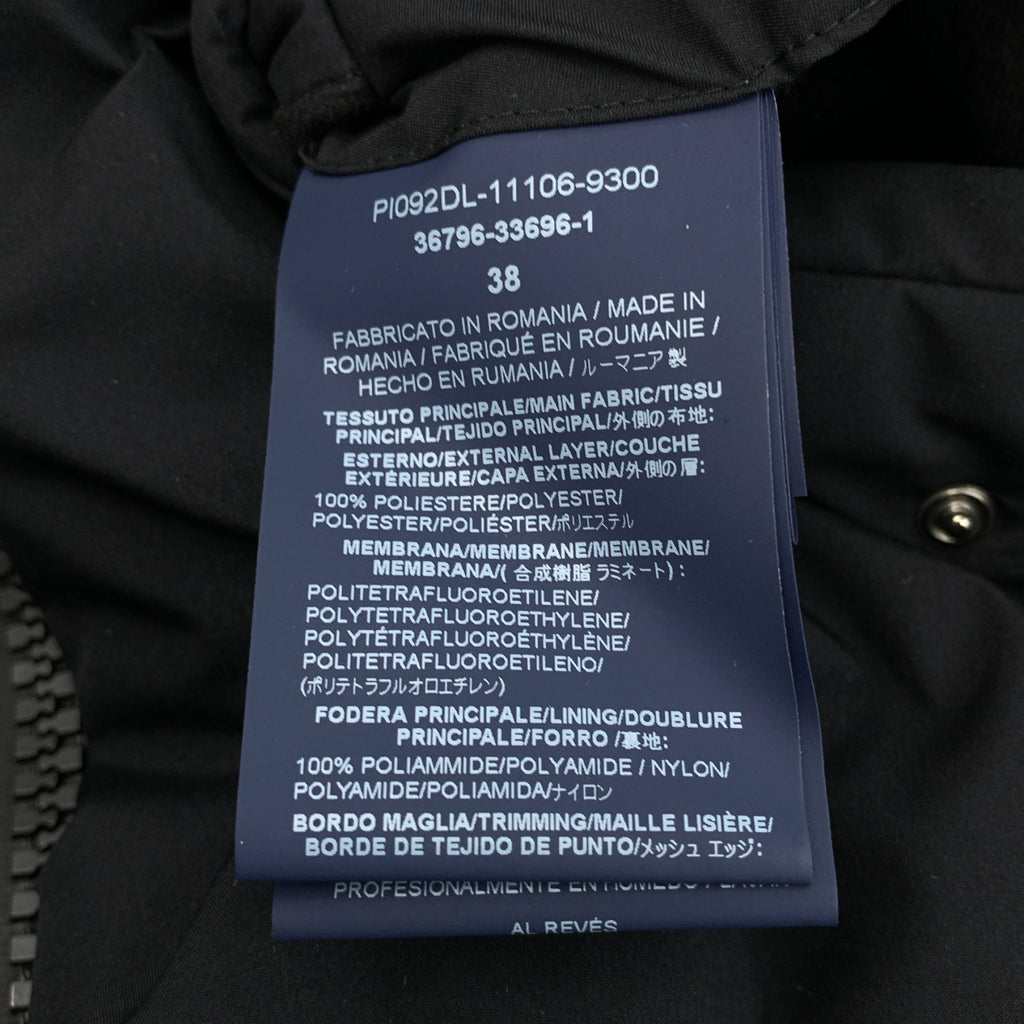 PI092DL-11106-9300
36796-33696-1
38
FABBRICATO IN ROMANIA / MADE IN
ROMANIA / FABRIQUÉ EN ROUMANIE /
HECHO EN RUMANIA / ルーマニア 製
TESSUTO PRINCIPALE/MAIN FABRIC/TISSU
PRINCIPAL/TEJIDO PRINCIPAL/外側の布地:
ESTERNO/EXTERNAL LAYER/COUCHE
EXTÉRIEURE/CAPA EXTERNA/外側の層:
100% POLIESTERE/POLYESTER/
POLYESTER/POLIÉSTER/ポリエステル
MEMBRANA/MEMBRANE/MEMBRANE/
MEMBRANA/( 合成樹脂 ラミネート) :
POLITETRAFLUOROETILENE/
POLYTETRAFLUOROETHYLENE/
POLYTÉTRAFLUOROÉTHYLÈNE/
POLITETRAFLUOROETILENO/
(ポリテトラフルオロエチレン)
FODERA PRINCIPALE/LINING/DOUBLURE
PRINCIPALE/FORRO /裏地:
100% POLIAMMIDE/POLYAMIDE / NYLON/
POLYAMIDE/POLIAMIDA/ナイロン
BORDO MAGLIA/TRIMMING/MAILLE LISIÈRE/
BORDE DE TEJIDO DE PUNTO/メッシュ エッジ:
PROFESIONALMENTE EN HÚMEDO / LAVAR
AL REVÉS